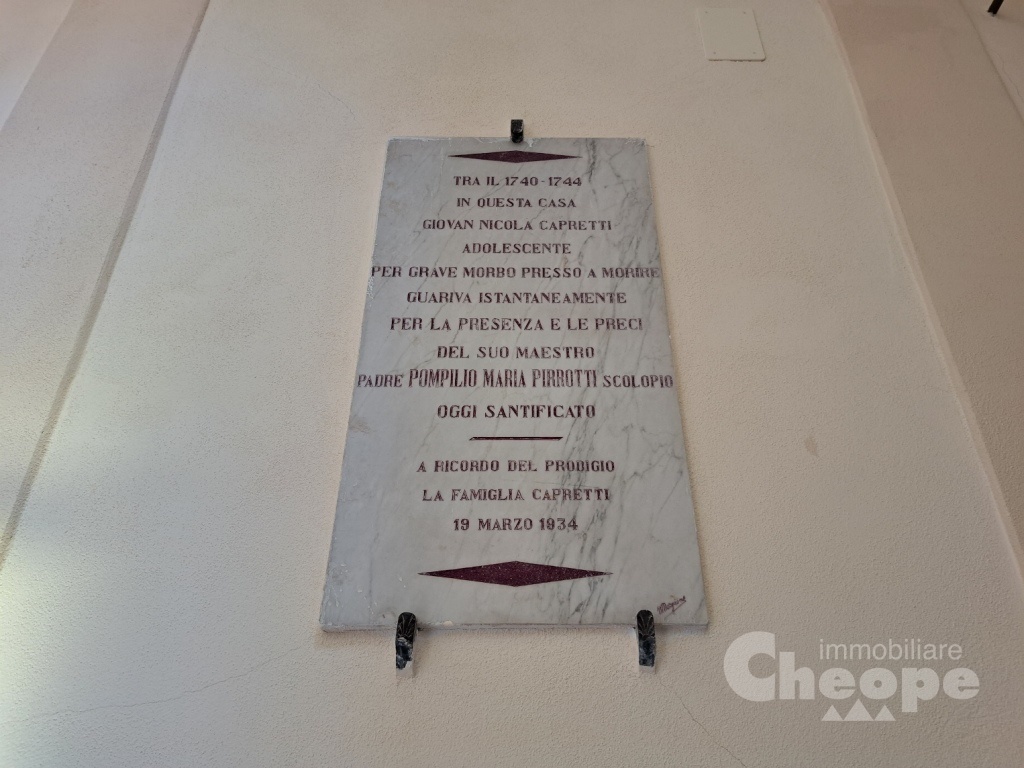 TRA IL 1740-1744
IN QUESTA CASA
GIOVAN NICOLA CAPRETTI
ADOLESCENTE
PER GRAVE MORBO PRESSO A MORIRE
GUARIVA ISTANTANEAMENTE
PER LA PRESENZA E LE PRECI
DEL SUO MAESTRO
PADRE POMPILIO MARIA PIRROTTI SCOLOPIO
OGGI SANTIFICATO
A RICORDO DEL PRODIGIO
LA FAMIGLIA CAPRETTI
19 MARZO 1934
immobiliare
Cheope